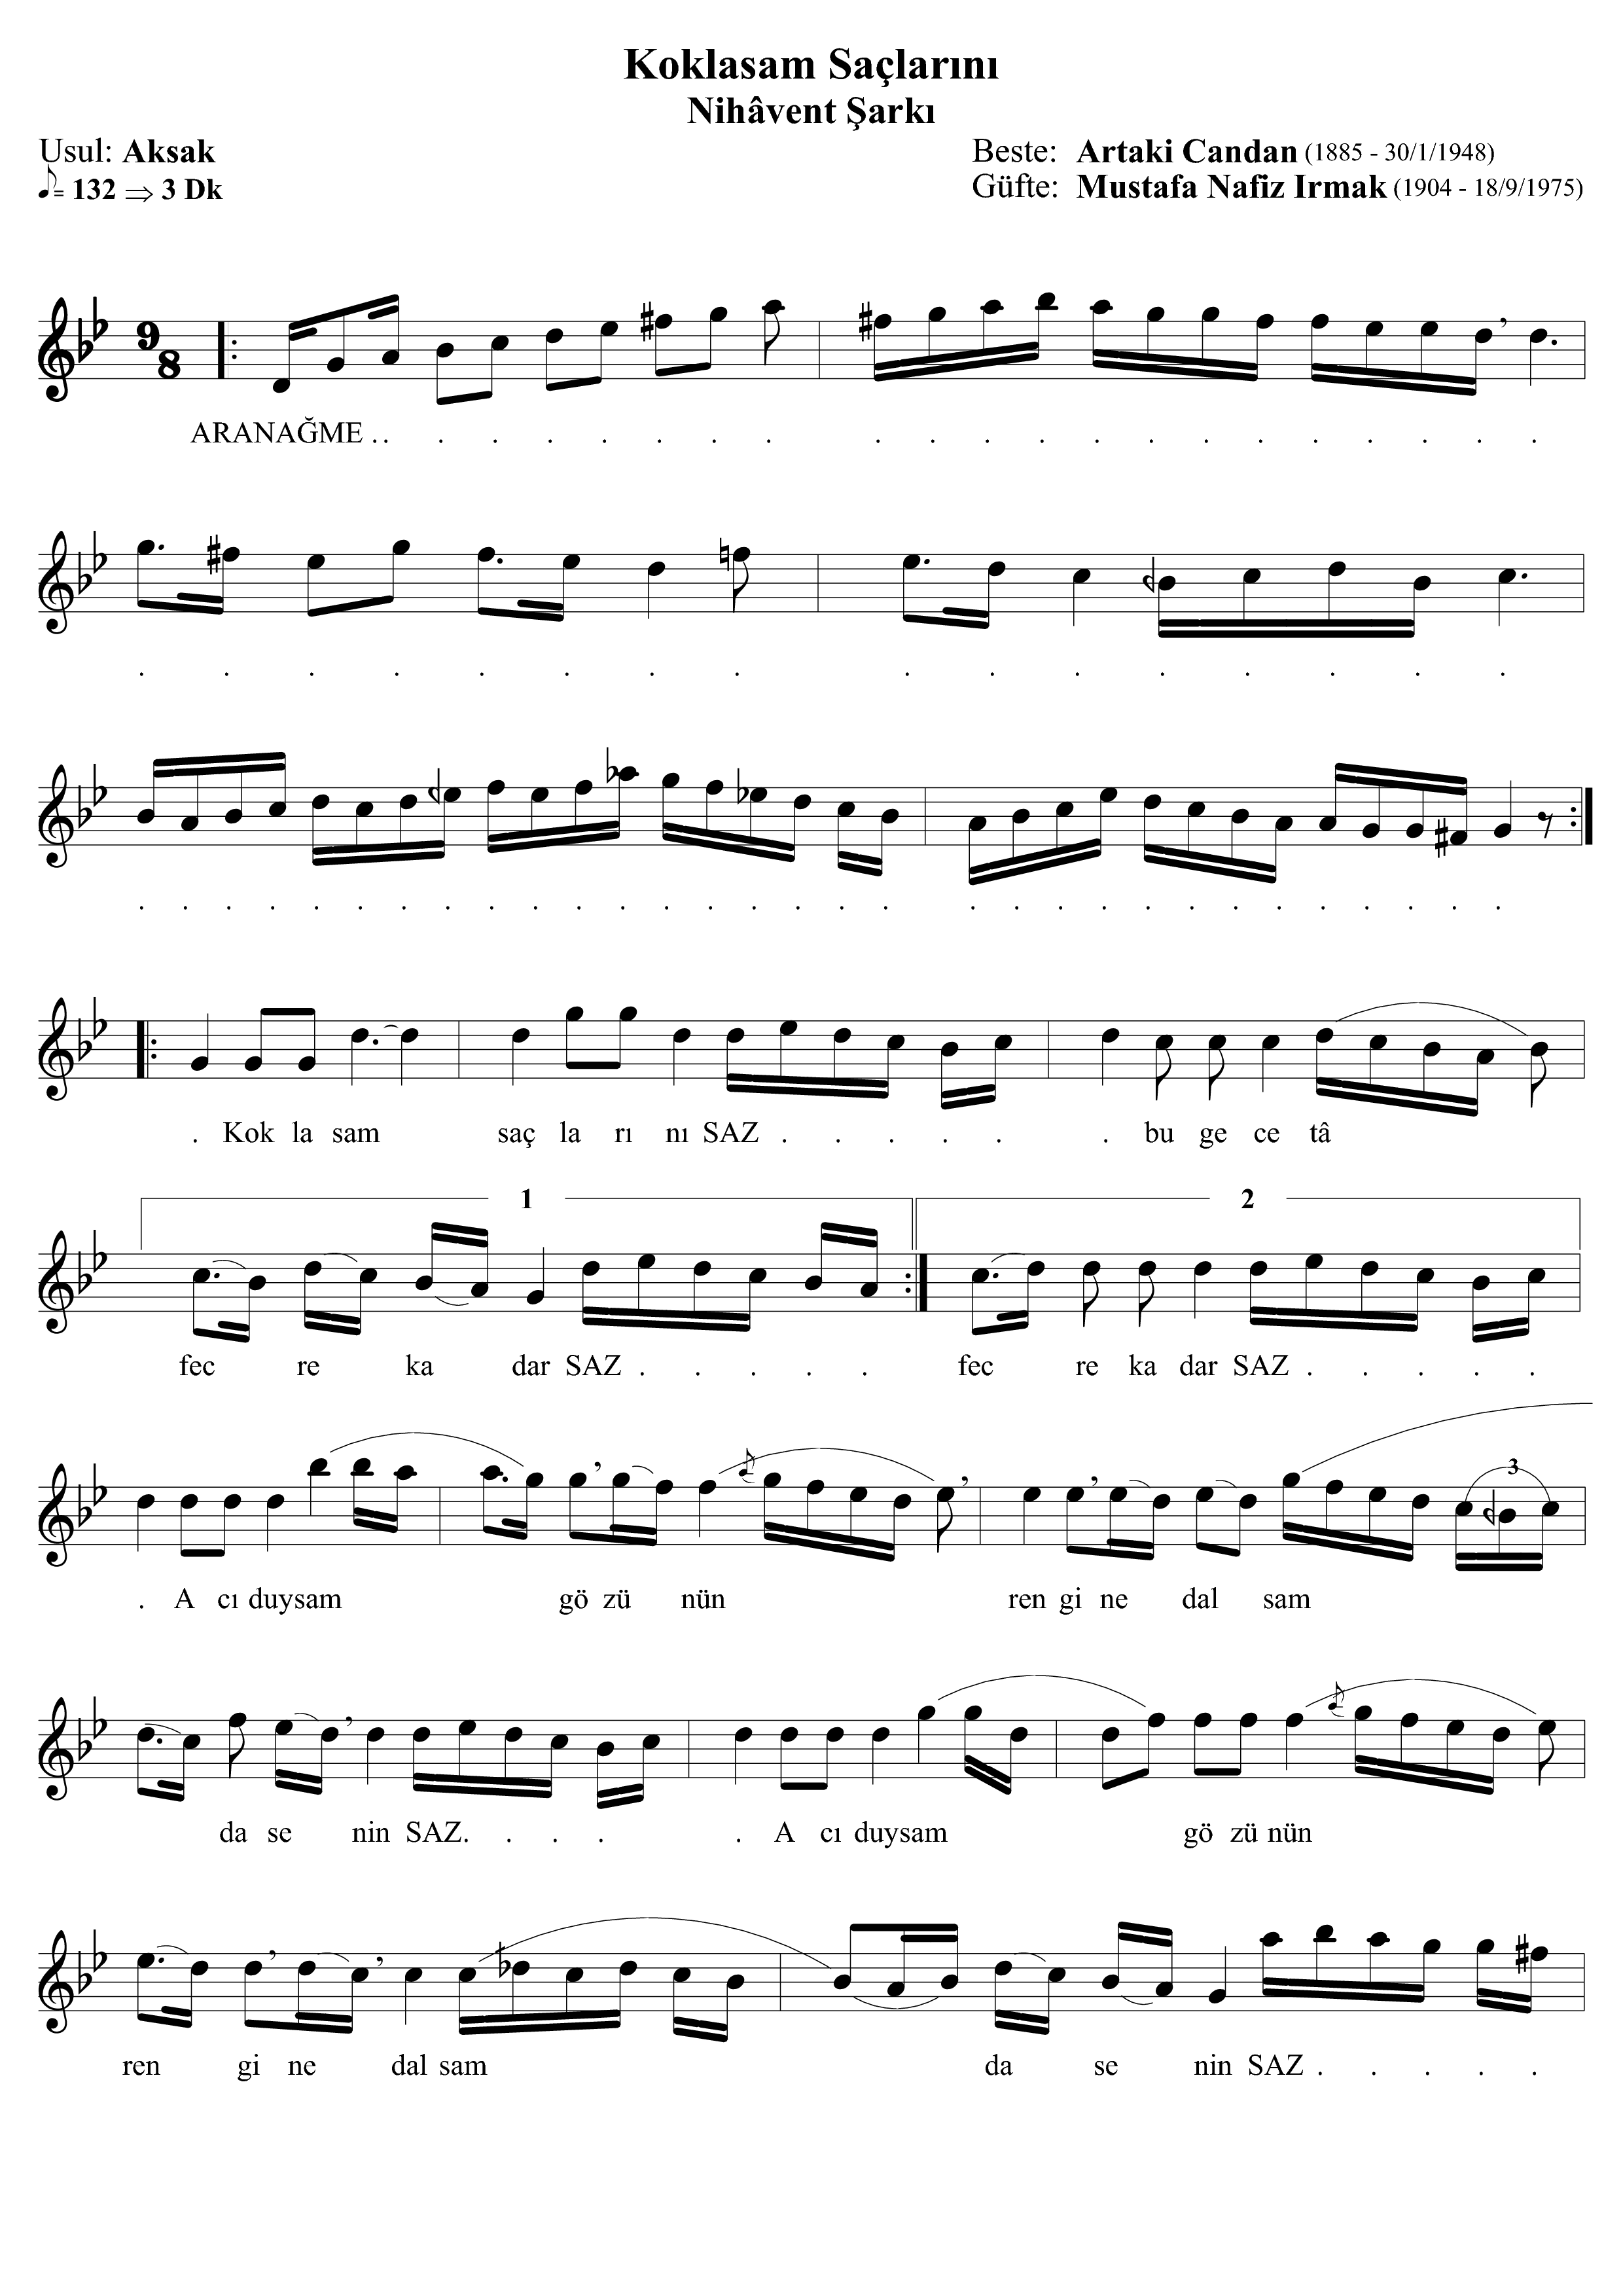 Koklasam Saçlarını
Nihâvent Şarkı
Usul: Aksak
Beste: Artaki Candan (1885 - 30/1/1948)
= 132 ⇒ 3 Dk
Güfte: Mustafa Nafiz Irmak (1904 - 18/9/1975)
9
8
ARANAĞME . . . . . . . . . . . . . . . . . . . . . .
. . . . . . . . . . . . . . . .
. . . . . . . . . . . . . . . . . . . . . . . . . . . . . . .
. Kok la sam saç la rı nı SAZ . . . . . . bu ge ce tâ
1 2
fec re ka dar SAZ . . . . . fec re ka dar SAZ . . . . .
3
. A cı duysam gö zü nün ren gi ne dal sam
da se nin SAZ. . . . . A cı duysam gö zü nün
ren gi ne dal sam da se nin SAZ . . . . .